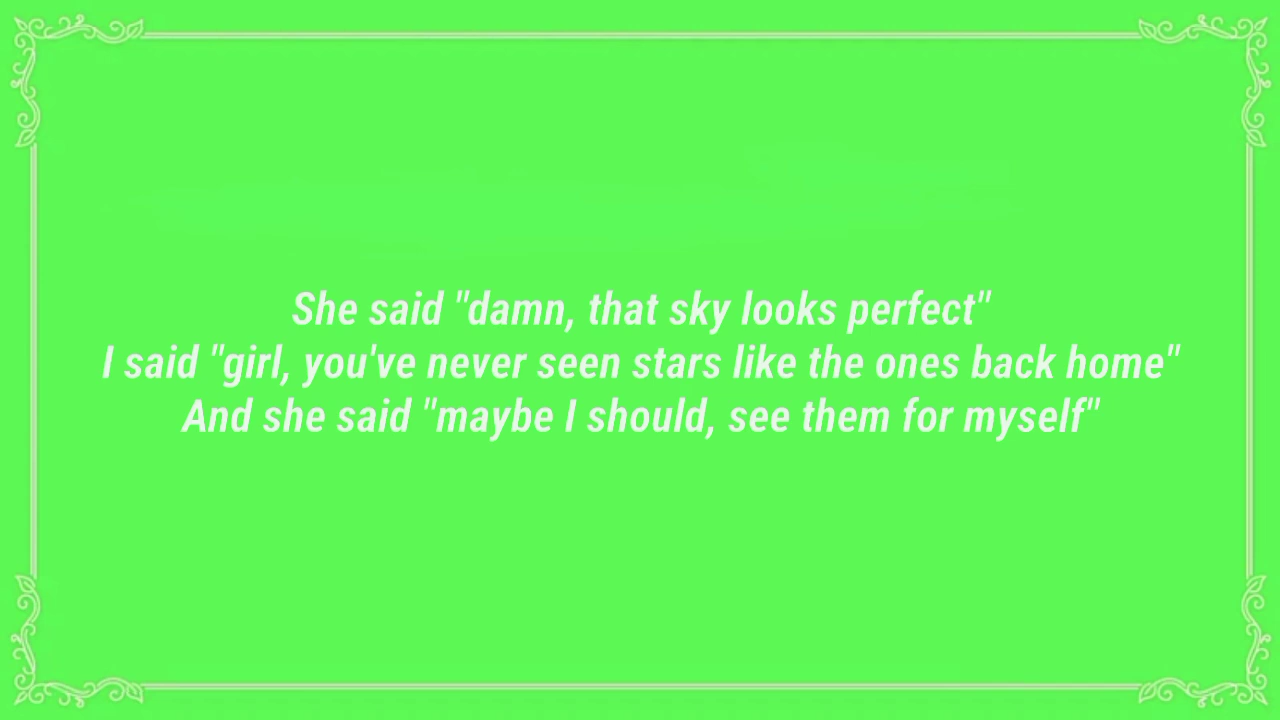 She said "damn, that sky looks perfect"
I said "girl, you've never seen stars like the ones back home"
And she said "maybe I should, see them for myself"